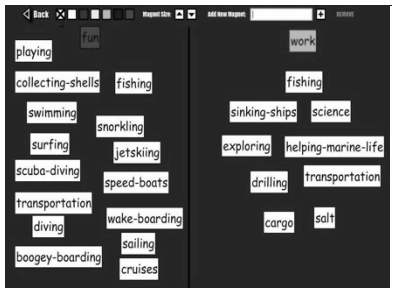 Back Magnet Size: Add New Magnet: REMOVE
fun
playing
collecting-shells
fishing
swimming
snorkling
surfing
jetskiing
scuba-diving
speed-boats
transportation
wake-boarding
diving
sailing
boogey-boarding
cruises
work
fishing
sinking-ships
science
exploring
helping-marine-life
drilling
transportation
cargo
salt